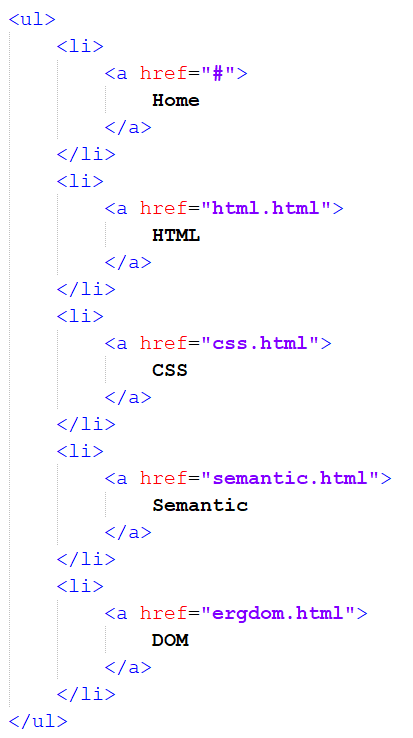 <ul>
    <li>
        <a href="#">
            Home
        </a>
    </li>
    <li>
        <a href="html.html">
            HTML
        </a>
    </li>
    <li>
        <a href="css.html">
            CSS
        </a>
    </li>
    <li>
        <a href="semantic.html">
            Semantic
        </a>
    </li>
    <li>
        <a href="ergdom.html">
            DOM
        </a>
    </li>
</ul>